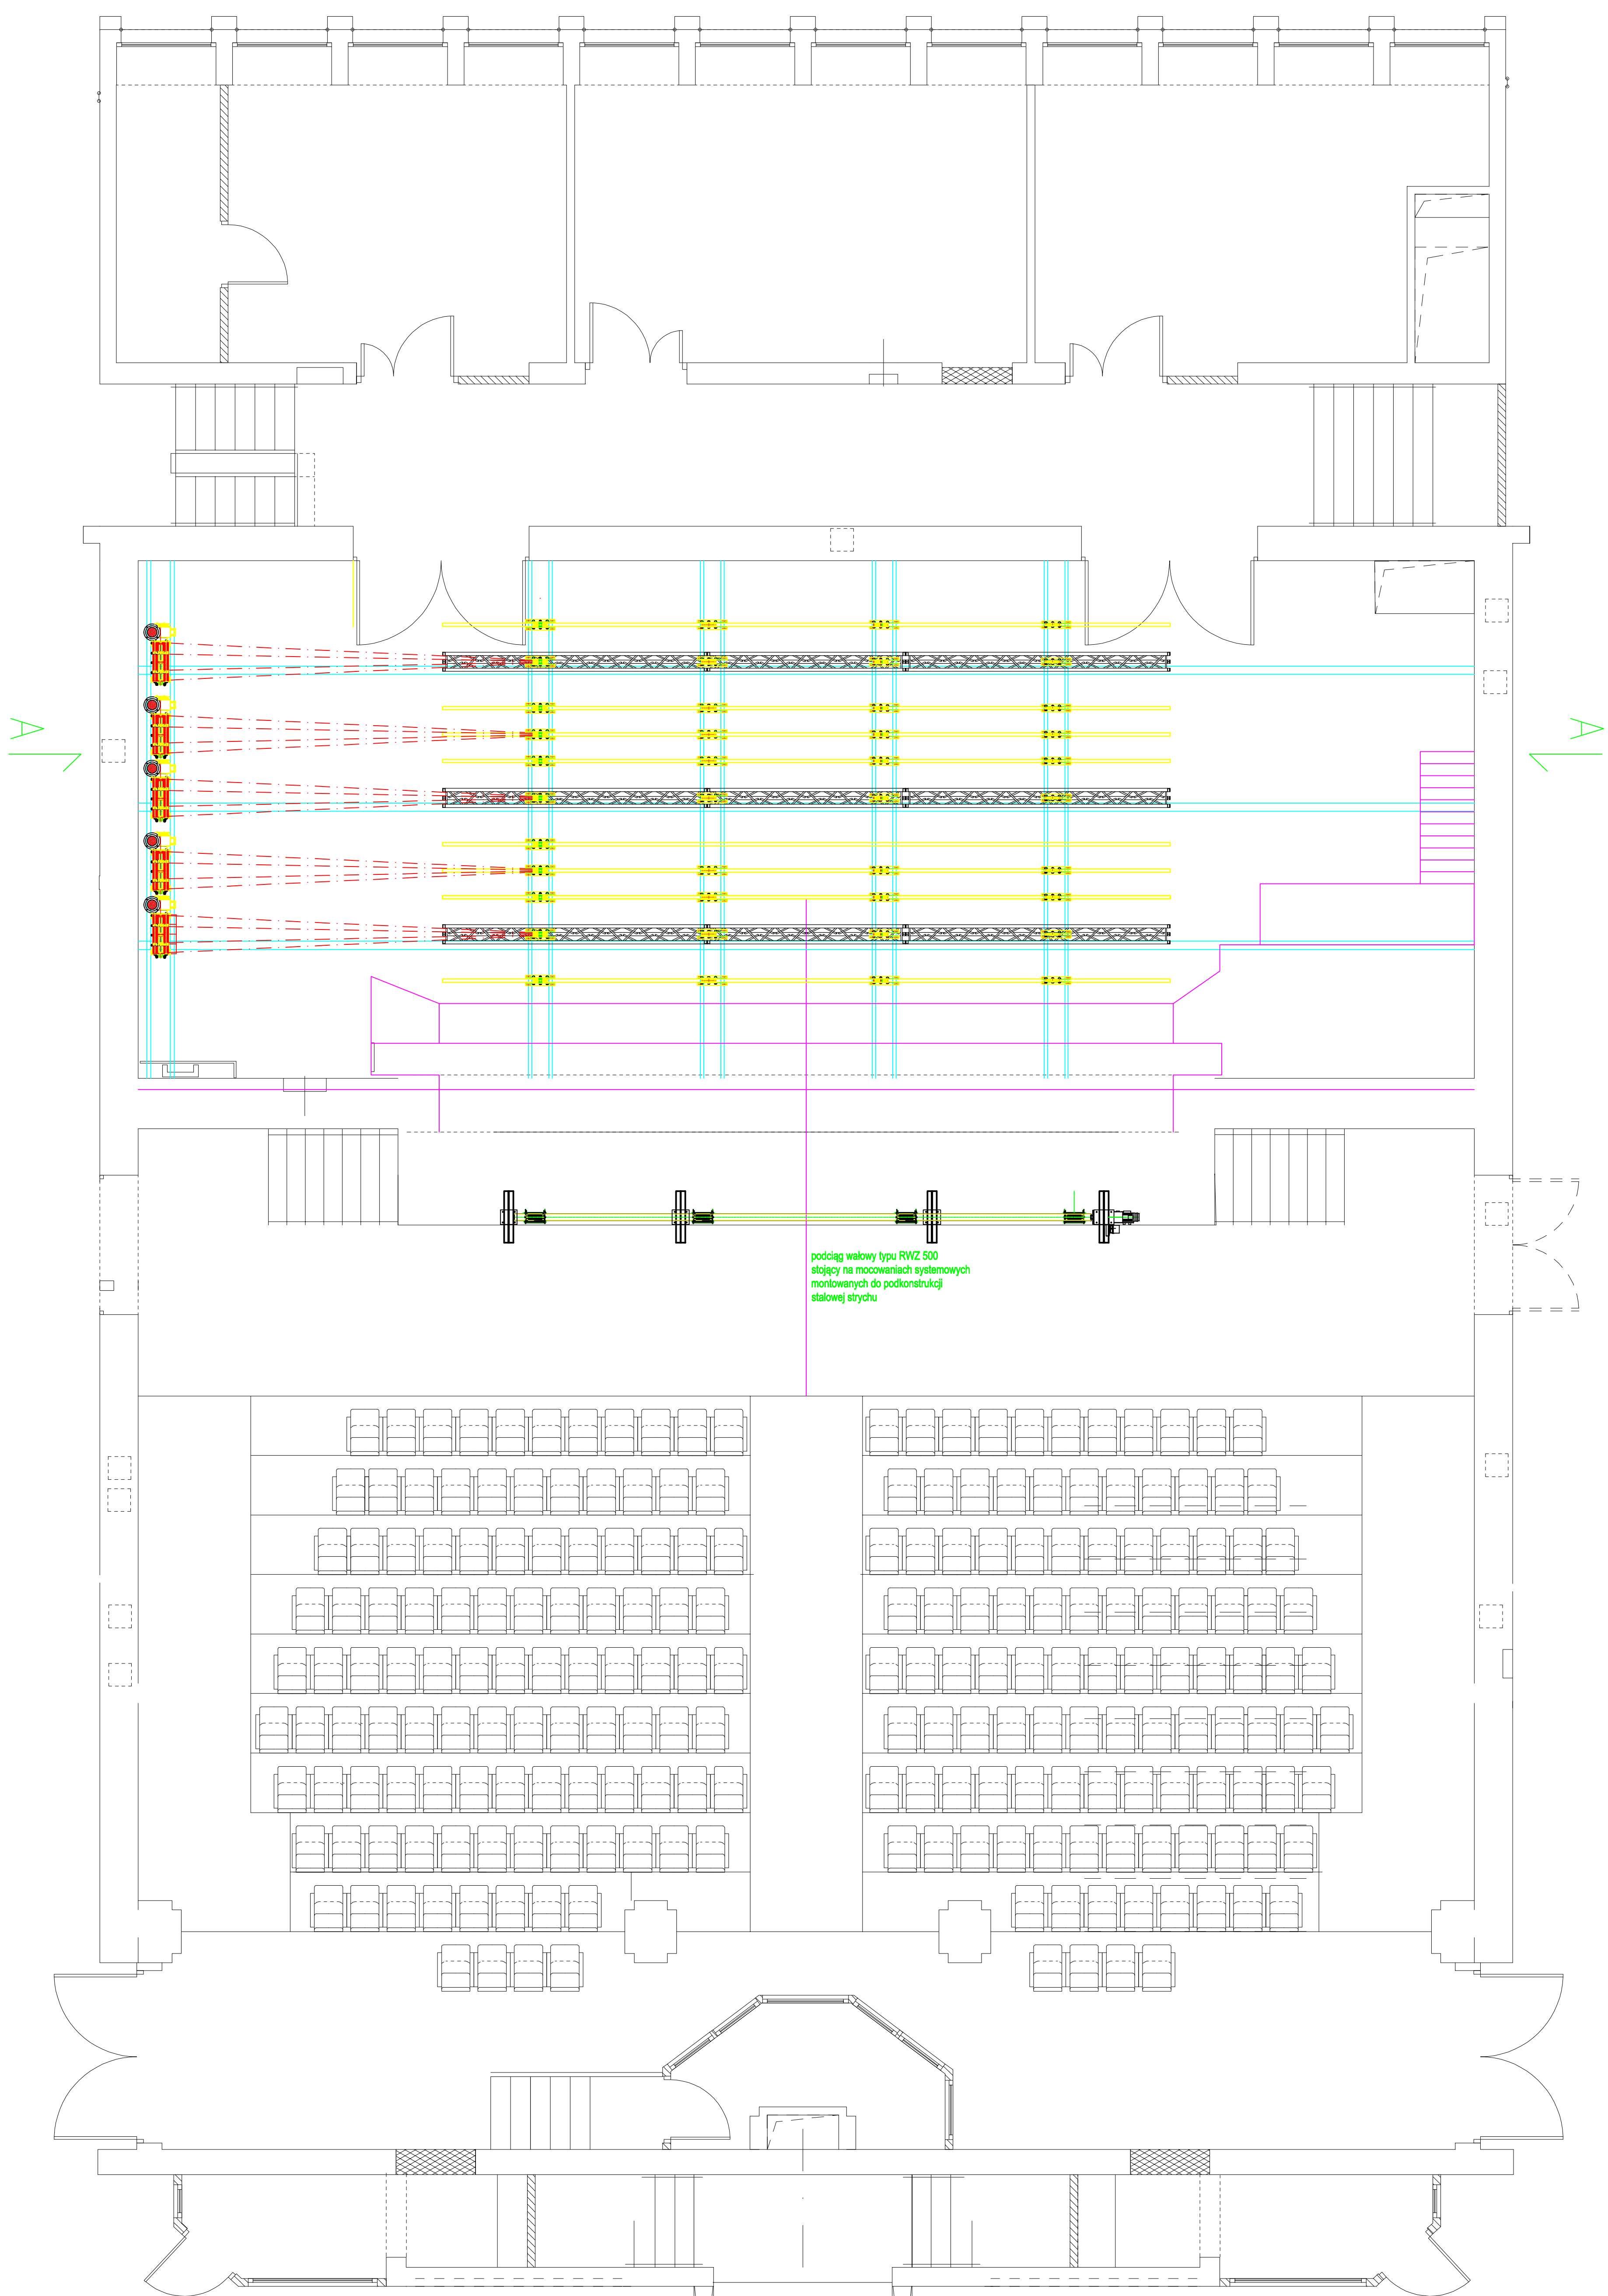 A
A
podciąg wałowy typu RWZ 500
stojący na mocowaniach systemowych
montowanych do podkonstrukcji
stalowej strychu